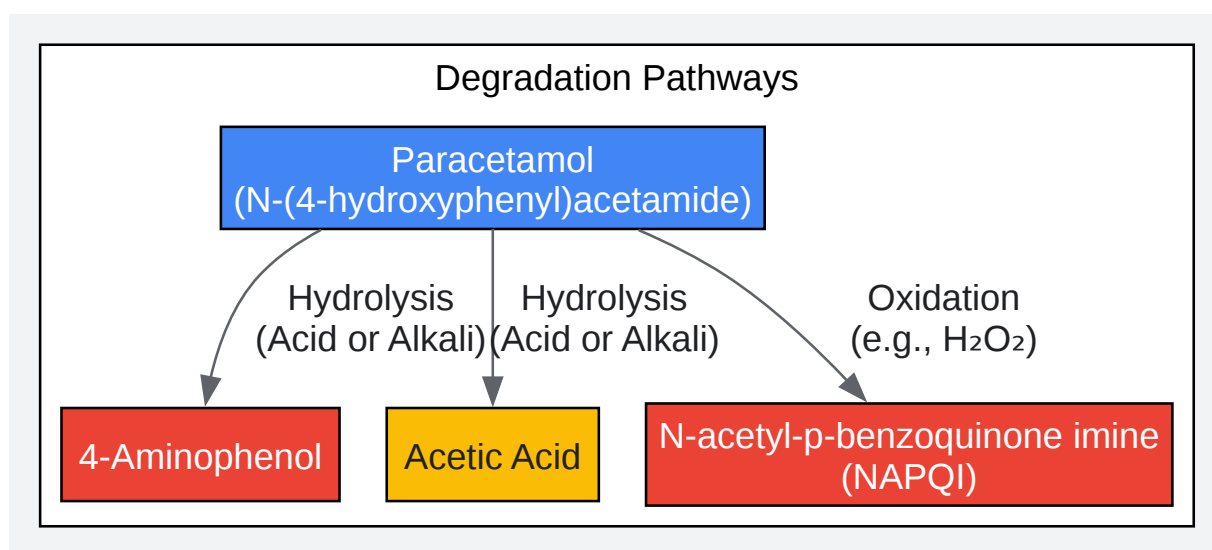 Degradation Pathways
Paracetamol
(N-(4-hydroxyphenyl)acetamide)
Hydrolysis
(Acid or Alkali)
Hydrolysis
(Acid or Alkali)
Oxidation
(e.g., H₂O₂)
4-Aminophenol
Acetic Acid
N-acetyl-p-benzoquinone imine
(NAPQI)